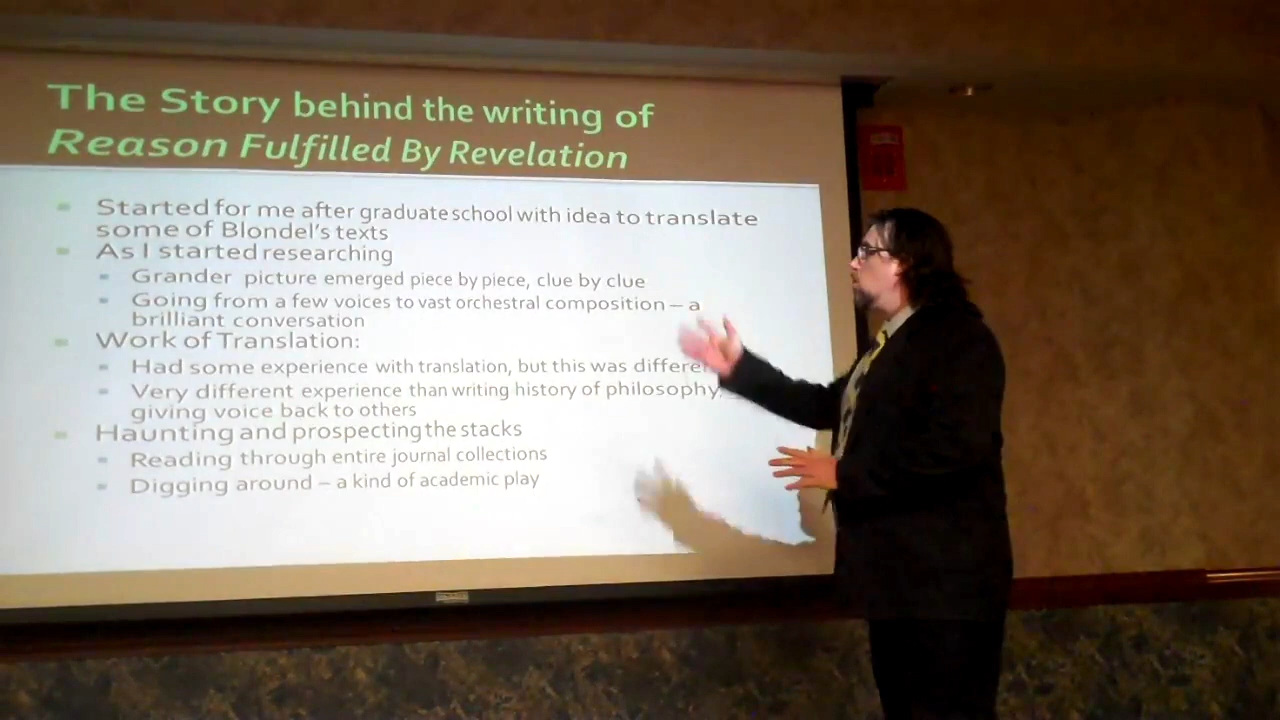 The Story behind the writing of
Reason Fulfilled By Revelation
Started for me after graduate school with idea to translate
some of Blondel's texts
As I started researching
Grander picture emerged piece by piece, clue by clue
Going from a few voices to vast orchestral composition – a
brilliant conversation
Work of Translation:
Had some experience with translation, but this was
Very different experience than writing history of philosophy:
giving voice back to others
Haunting and prospecting the stacks
Reading through entire journal collections
Digging around – a kind of academic play